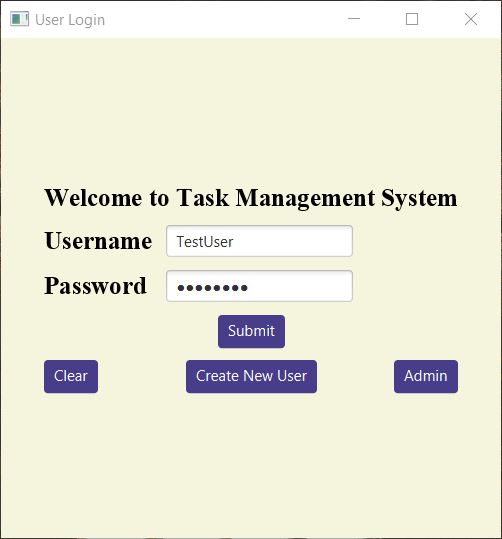 User Login
Welcome to Task Management System
Username TestUser
Password ••••••••
Submit
Clear Create New User Admin